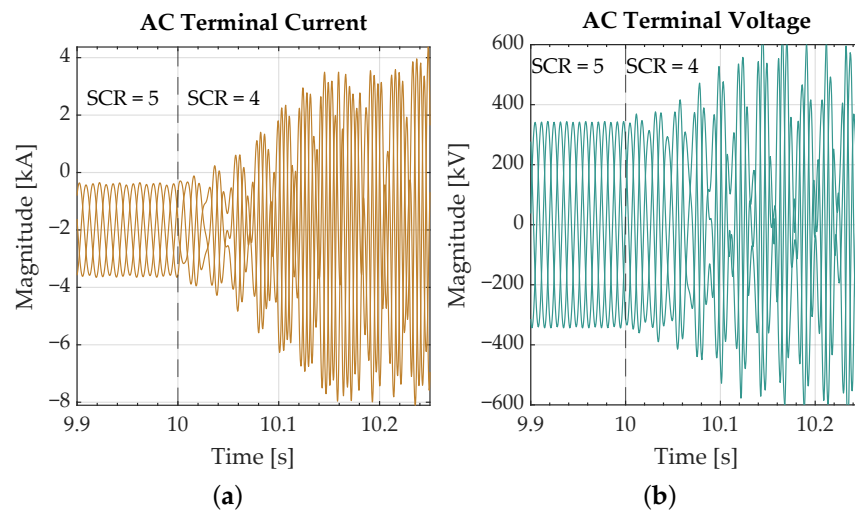 AC Terminal Current
4
2
0
−2
−4
−6
−8
SCR = 5
SCR = 4
Magnitude [kA]
9.9
10
10.1
10.2
Time [s]
(a)
AC Terminal Voltage
600
400
200
0
−200
−400
−600
SCR = 5
SCR = 4
Magnitude [kV]
9.9
10
10.1
10.2
Time [s]
(b)